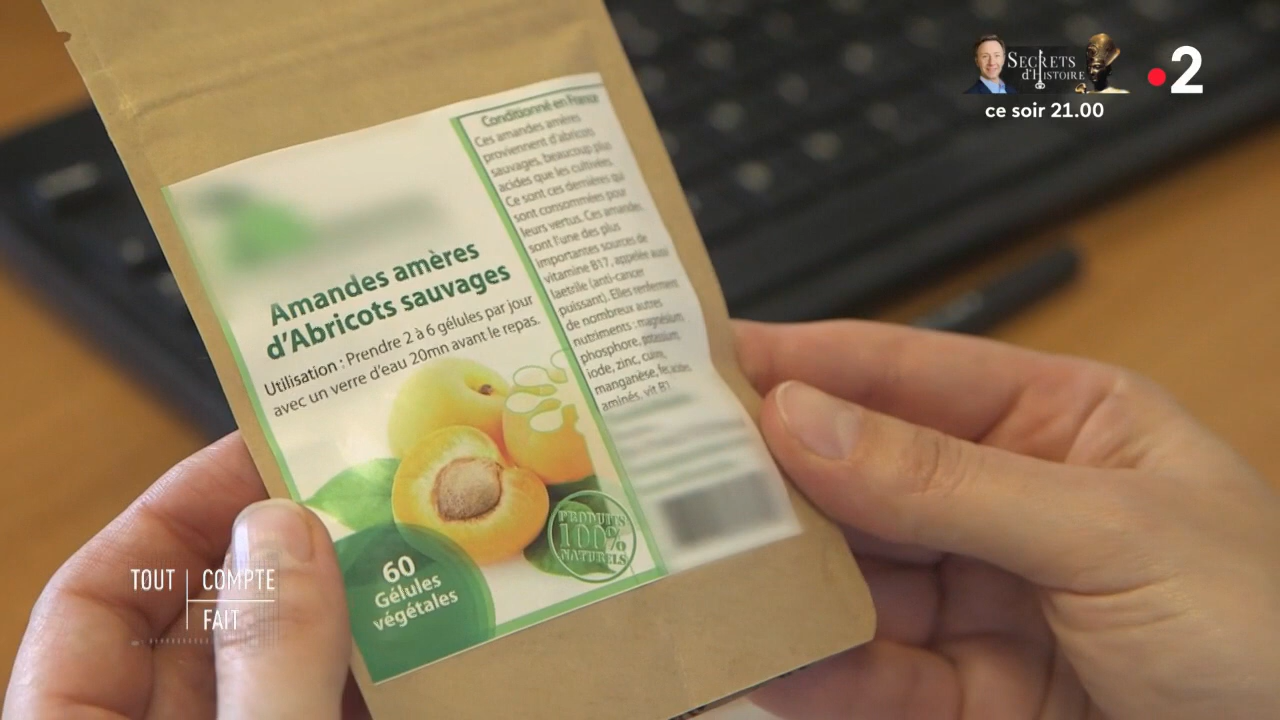 SECRETS
d'HISTOIRE
2
ce soir 21.00
Conditionné en France
Ces amandes amères
proviennent d'abricots
sauvages, beaucoup plus
acides que les cultivées.
Ce sont ces dernières qui
sont consommées pour
leurs vertus. Ces amandes
sont l'une des plus
importantes sources de
vitamine B17, appelée aussi
laetrile (anti-cancer
puissant). Elles renferment
de nombreux autres
nutriments : magnésium,
phosphore, potassium,
iode, zinc, cuivre,
manganèse, fer, acides
aminés, vit B1
Amandes amères
d'Abricots sauvages
Utilisation : Prendre 2 à 6 gélules par jour
avec un verre d'eau 20mn avant le repas.
PRODUITS
100%
NATURELS
60
Gélules
végétales
TOUT COMPTE
FAIT